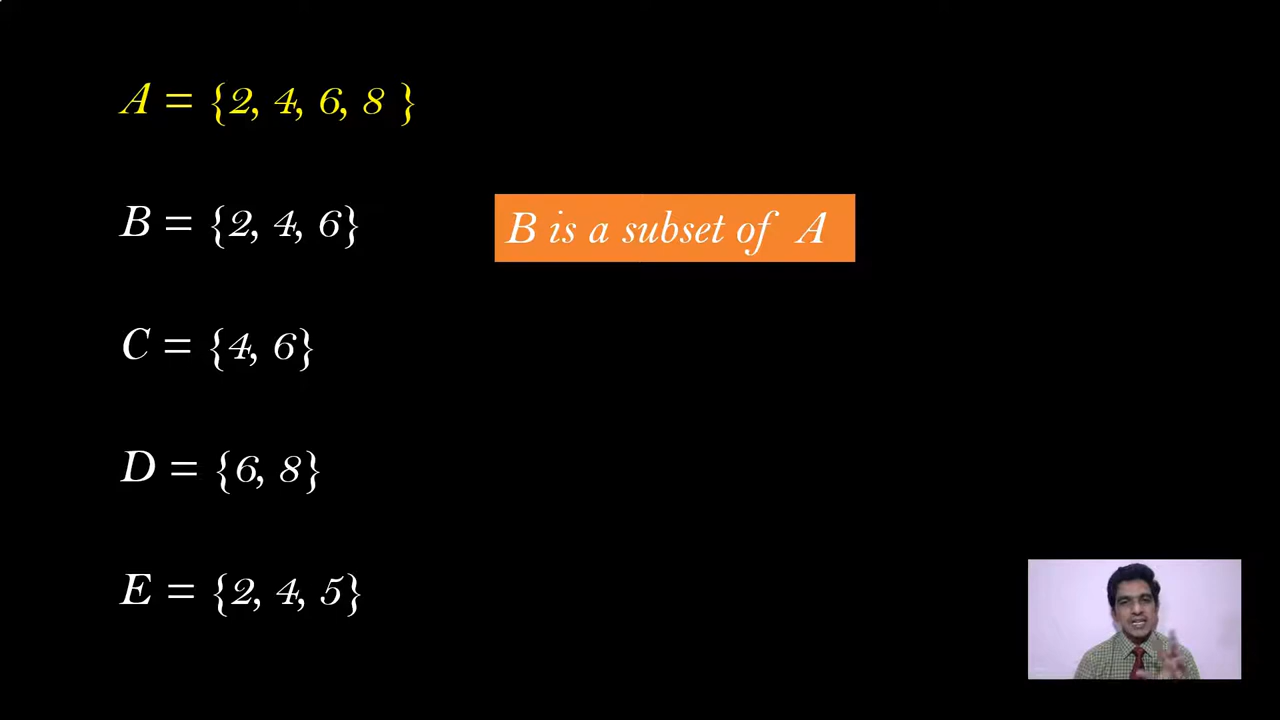 A = {2, 4, 6, 8 }
B = {2, 4, 6}
B is a subset of A
C = {4, 6}
D = {6, 8}
E = {2, 4, 5}